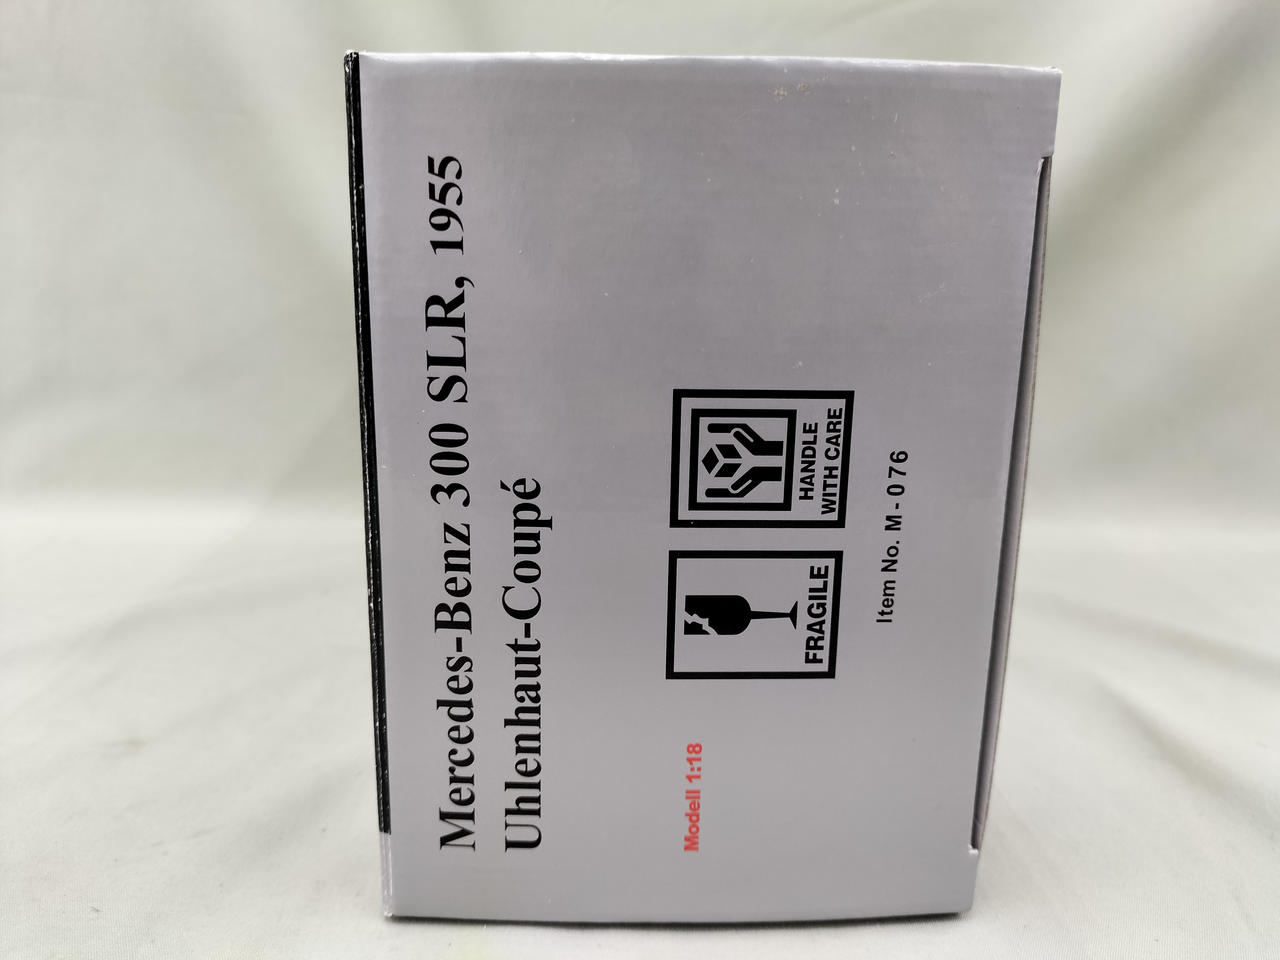 Mercedes-Benz 300 SLR, 1955
Uhlenhaut-Coupé
Modell 1:18
FRAGILE
HANDLE
WITH CARE
Item No. M-076